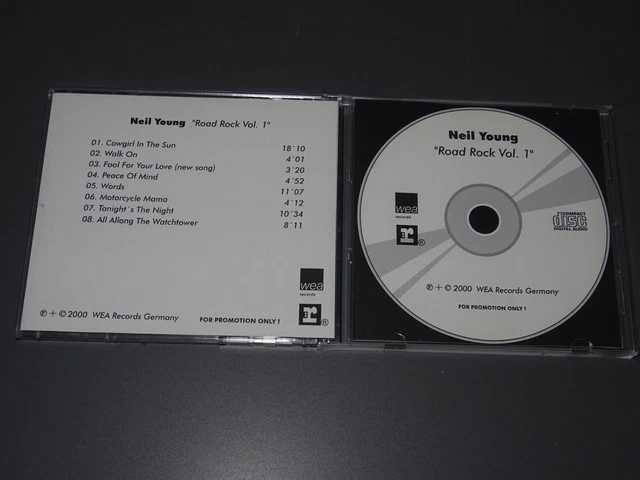 Neil Young "Road Rock Vol. 1"
01. Cowgirl In The Sun 18´10
02. Walk On 4´01
03. Fool For Your Love (new song) 3´20
04. Peace Of Mind 4´52
05. Words 11´07
06. Motorcycle Mama 4´12
07. Tonight´s The Night 10´34
08. All Allong The Watchtower 8´11
wea
records
R ®
℗ + © 2000 WEA Records Germany
FOR PROMOTION ONLY !
Neil Young
"Road Rock Vol. 1"
wea
records
R ®
COMPACT
disc
DIGITAL AUDIO
℗ + © 2000 WEA Records Germany
FOR PROMOTION ONLY !